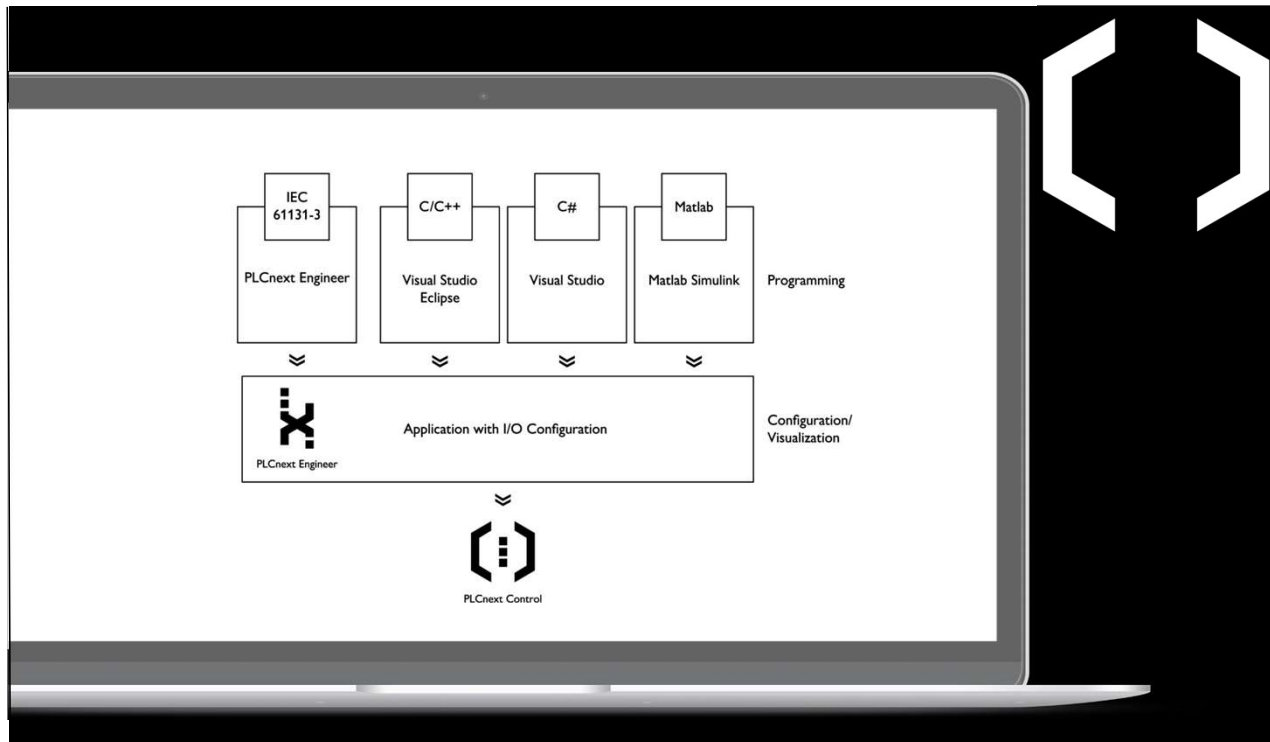 IEC
61131-3
C/C++
C#
Matlab
PLCnext Engineer
Visual Studio
Eclipse
Visual Studio
Matlab Simulink
Programming
Application with I/O Configuration
PLCnext Engineer
Configuration/
Visualization
PLCnext Control